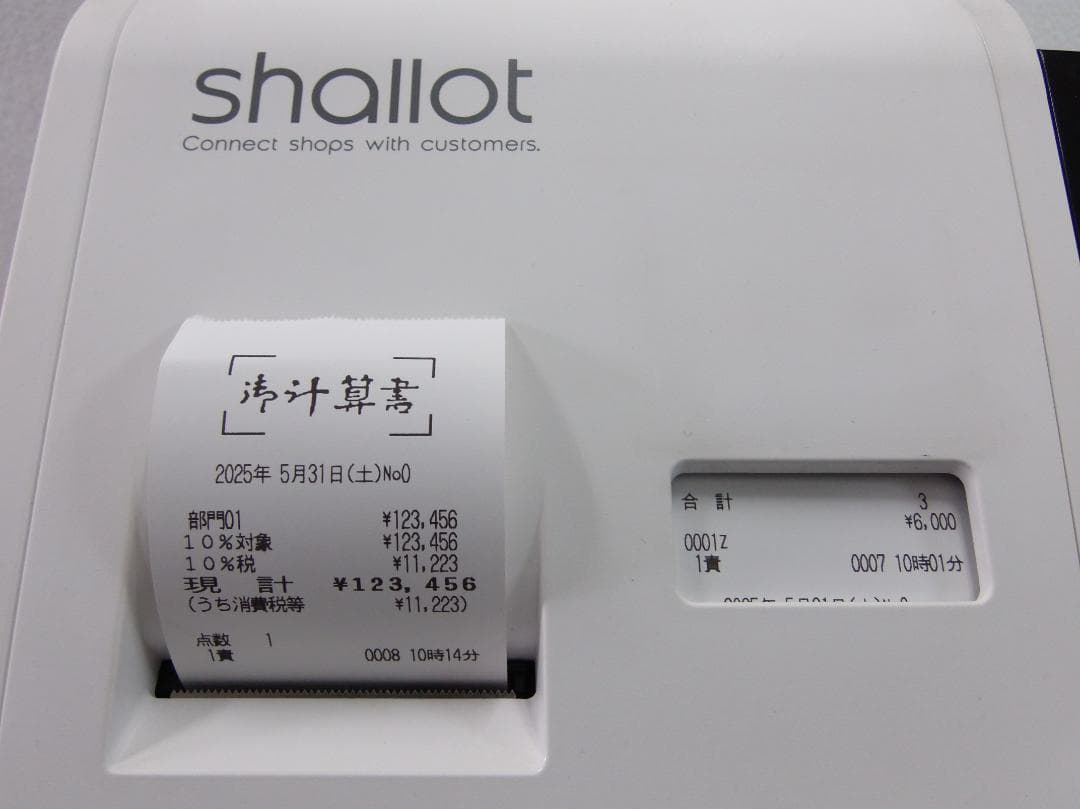 shallot
Connect shops with customers.
御計算書
2025年 5月31日(土)No0
部門01 ¥123,456
10%対象 ¥123,456
10%税 ¥11,223
現 計 ¥123,456
(うち消費税等 ¥11,223)
点数 1
1責 0008 10時14分
合 計 3
¥6,000
0001Z
1責 0007 10時01分